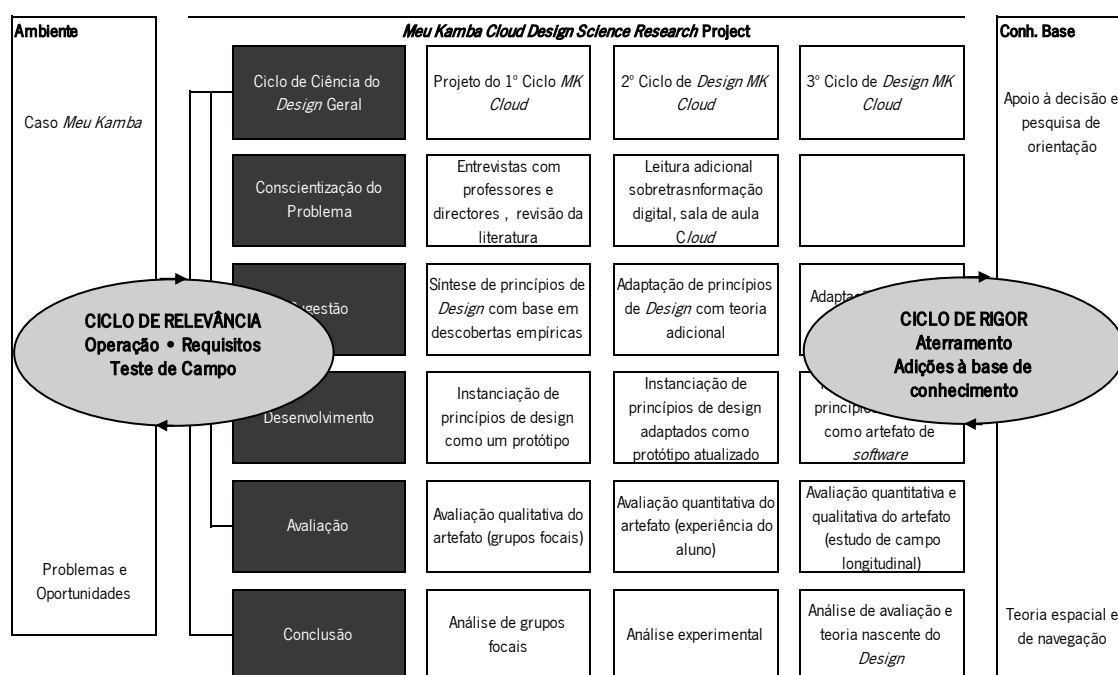 Ambiente
Meu Kamba Cloud Design Science Research Project
Conh. Base
Caso Meu Kamba
Problemas e
Oportunidades
CICLO DE RELEVÂNCIA
Operação • Requisitos
Teste de Campo
Ciclo de Ciência do
Design Geral
Projeto do 1º Ciclo MK
Cloud
2º Ciclo de Design MK
Cloud
3º Ciclo de Design MK
Cloud
Conscientização do
Problema
Entrevistas com
professores e
directores , revisão da
literatura
Leitura adicional
sobretrasnformação
digital, sala de aula
Cloud
Síntese de princípios de
Design com base em
descobertas empíricas
Adaptação de princípios
de Design com teoria
adicional
Desenvolvimento
Instanciação de
princípios de design
como um protótipo
Instanciação de
princípios de design
adaptados como
protótipo atualizado
como artefato de
software
Avaliação
Avaliação qualitativa do
artefato (grupos focais)
Avaliação quantitativa do
artefato (experiência do
aluno)
Avaliação quantitativa e
qualitativa do artefato
(estudo de campo
longitudinal)
Conclusão
Análise de grupos
focais
Análise experimental
Análise de avaliação e
teoria nascente do
Design
CICLO DE RIGOR
Aterramento
Adições à base de
conhecimento
Apoio à decisão e
pesquisa de
orientação
Teoria espacial e
de navegação